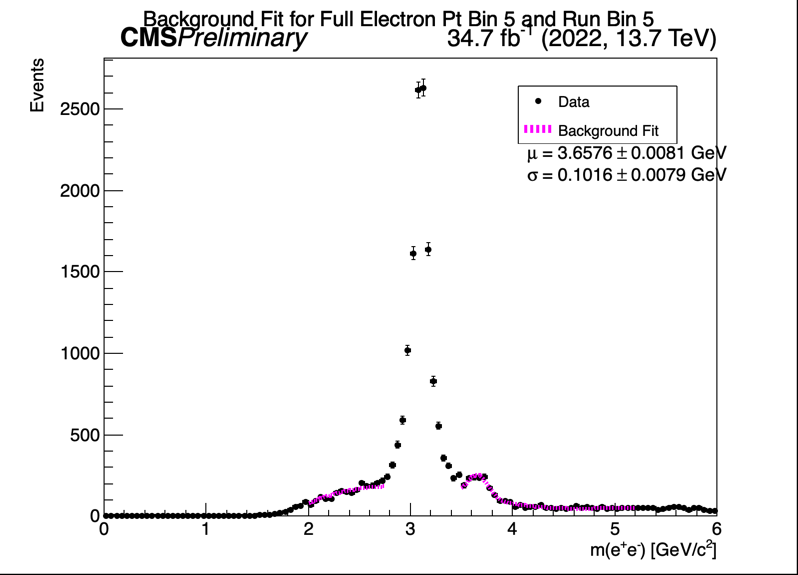 Background Fit for Full Electron Pt Bin 5 and Run Bin 5
CMSPreliminary 34.7 fb⁻¹ (2022, 13.7 TeV)
Events
2500
2000
1500
1000
500
0
Data
Background Fit
μ = 3.6576 ± 0.0081 GeV
σ = 0.1016 ± 0.0079 GeV
0 1 2 3 4 5 6
m(e⁺e⁻) [GeV/c²]